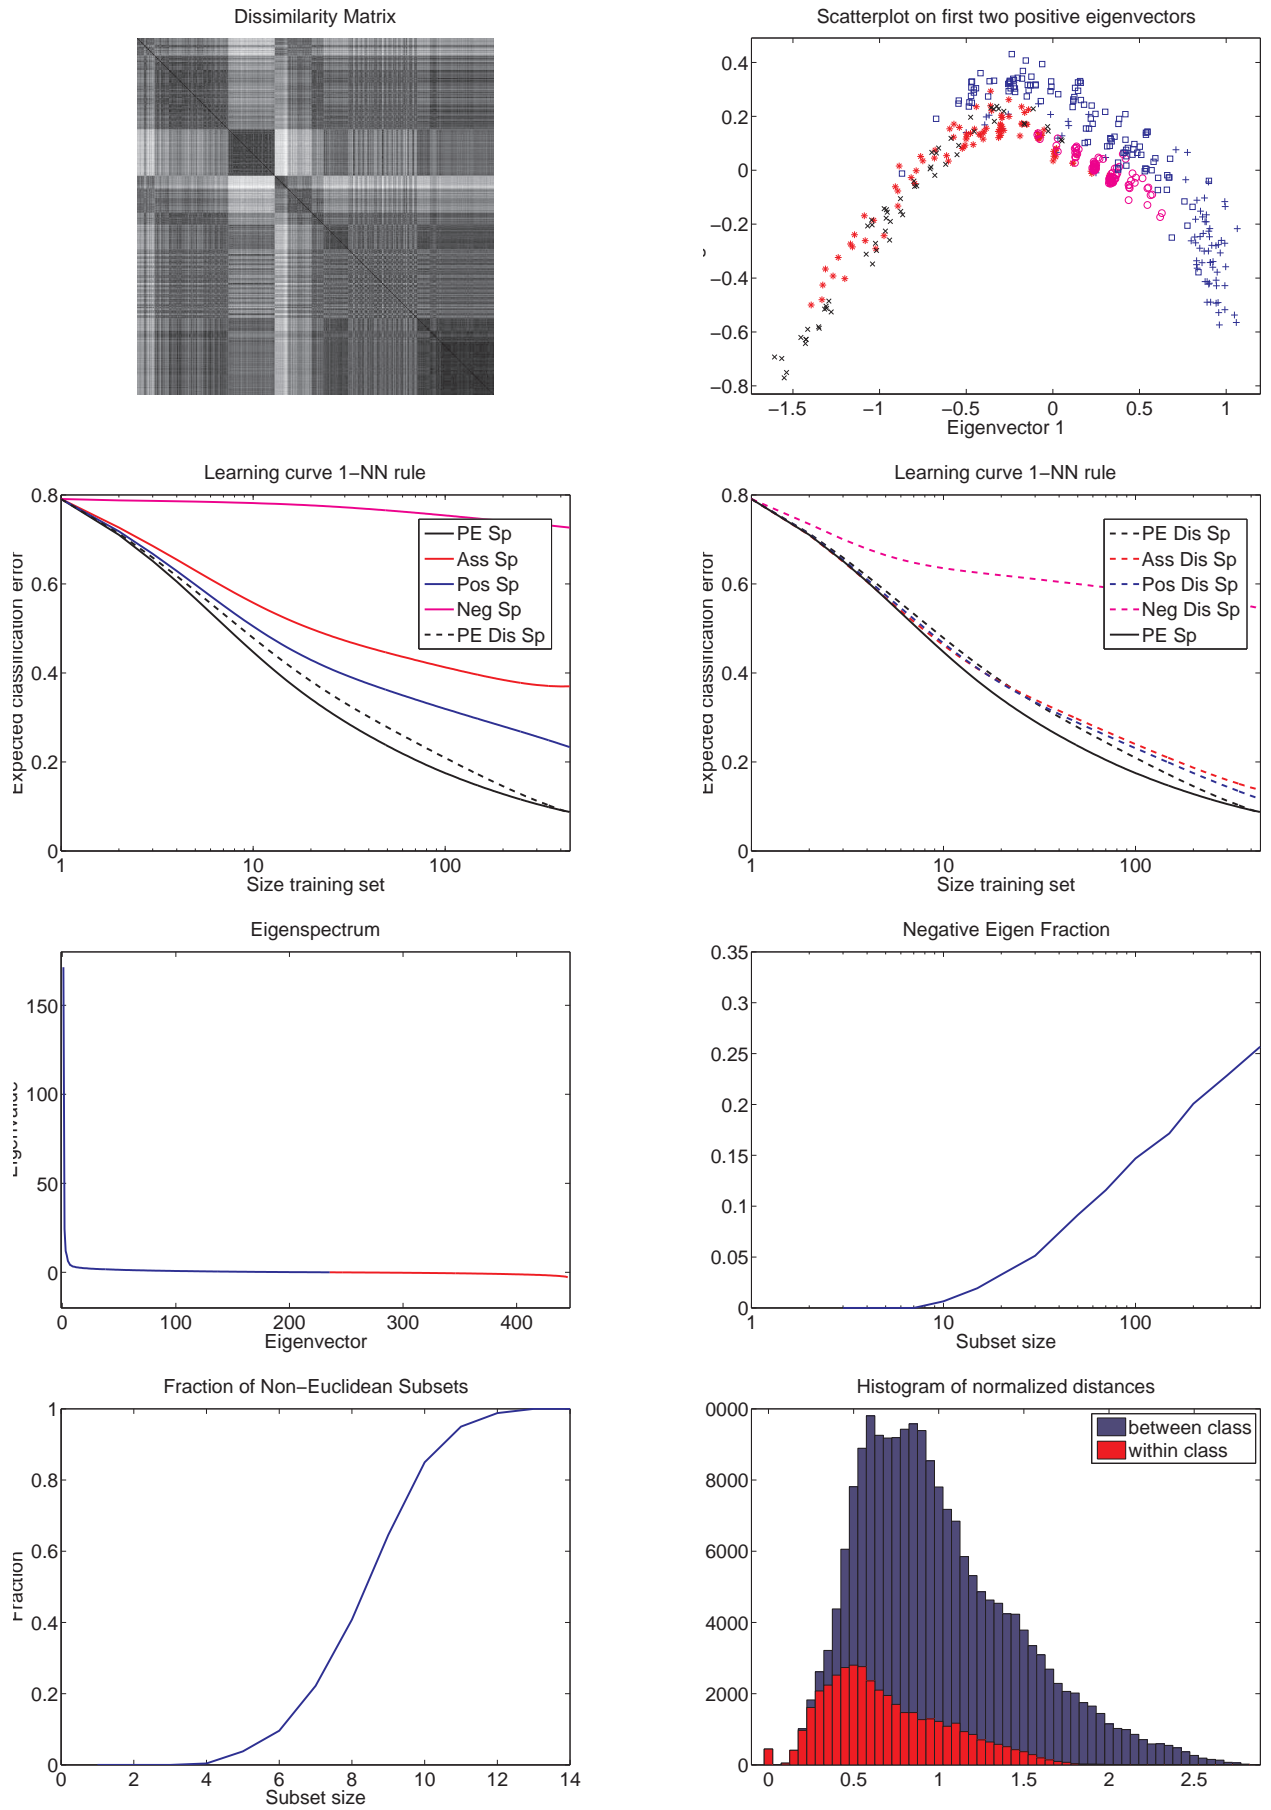 Dissimilarity Matrix
Scatterplot on first two positive eigenvectors
0.4
0.2
0
−0.2
−0.4
−0.6
−0.8
−1.5 −1 −0.5 0 0.5 1
Eigenvector 1
Learning curve 1−NN rule
Expected classification error
0.8
0.6
0.4
0.2
0
PE Sp
Ass Sp
Pos Sp
Neg Sp
PE Dis Sp
1 10 100
Size training set
Learning curve 1−NN rule
Expected classification error
0.8
0.6
0.4
0.2
0
PE Dis Sp
Ass Dis Sp
Pos Dis Sp
Neg Dis Sp
PE Sp
1 10 100
Size training set
Eigenspectrum
Eigenvalue
150
100
50
0
0 100 200 300 400
Eigenvector
Negative Eigen Fraction
0.35
0.3
0.25
0.2
0.15
0.1
0.05
0
1 10 100
Subset size
Fraction of Non−Euclidean Subsets
Fraction
1
0.8
0.6
0.4
0.2
0
0 2 4 6 8 10 12 14
Subset size
Histogram of normalized distances
0000
8000
6000
4000
2000
0
between class
within class
0 0.5 1 1.5 2 2.5